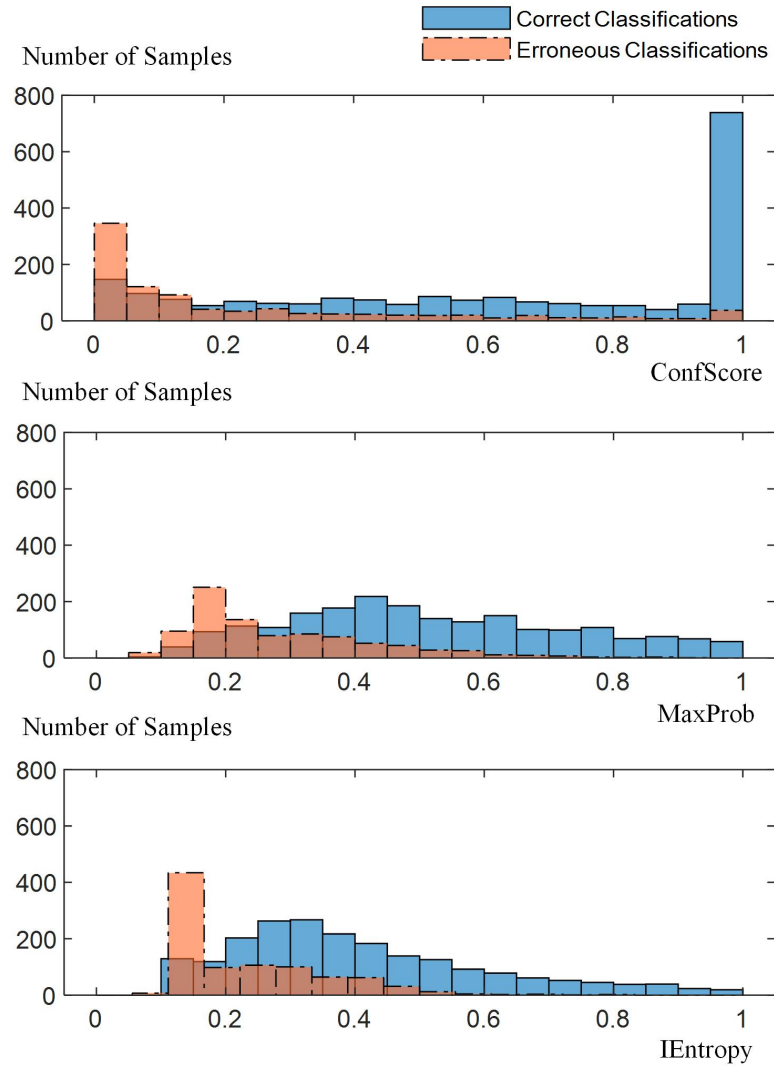 Correct Classifications
Erroneous Classifications
Number of Samples
800
600
400
200
0
0 0.2 0.4 0.6 0.8 1
ConfScore
Number of Samples
800
600
400
200
0
0 0.2 0.4 0.6 0.8 1
MaxProb
Number of Samples
800
600
400
200
0
0 0.2 0.4 0.6 0.8 1
IEntropy